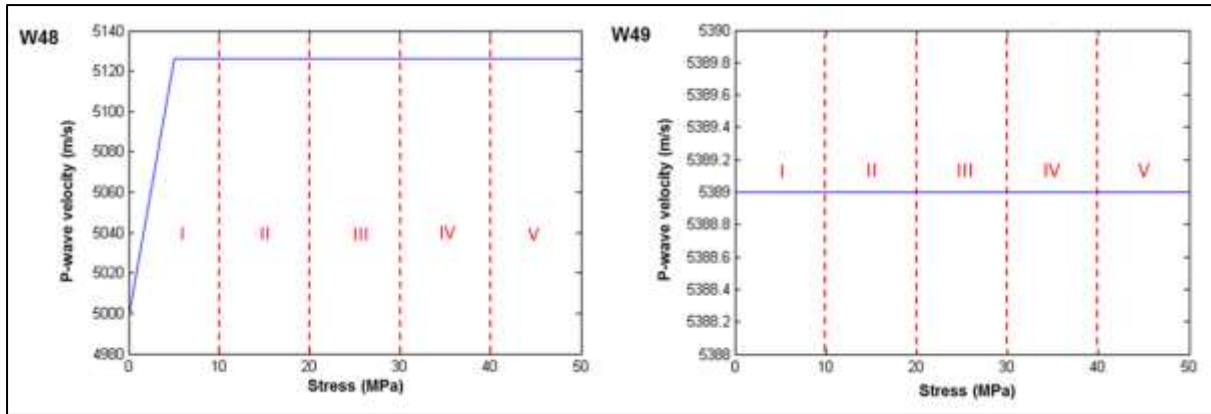 W48
P-wave velocity (m/s)
5140
5120
5100
5080
5060
5040
5020
5000
4980
I II III IV V
0 10 20 30 40 50
Stress (MPa)
W49
P-wave velocity (m/s)
5390
5389.8
5389.6
5389.4
5389.2
5389
5388.8
5388.6
5388.4
5388.2
5388
I II III IV V
0 10 20 30 40 50
Stress (MPa)